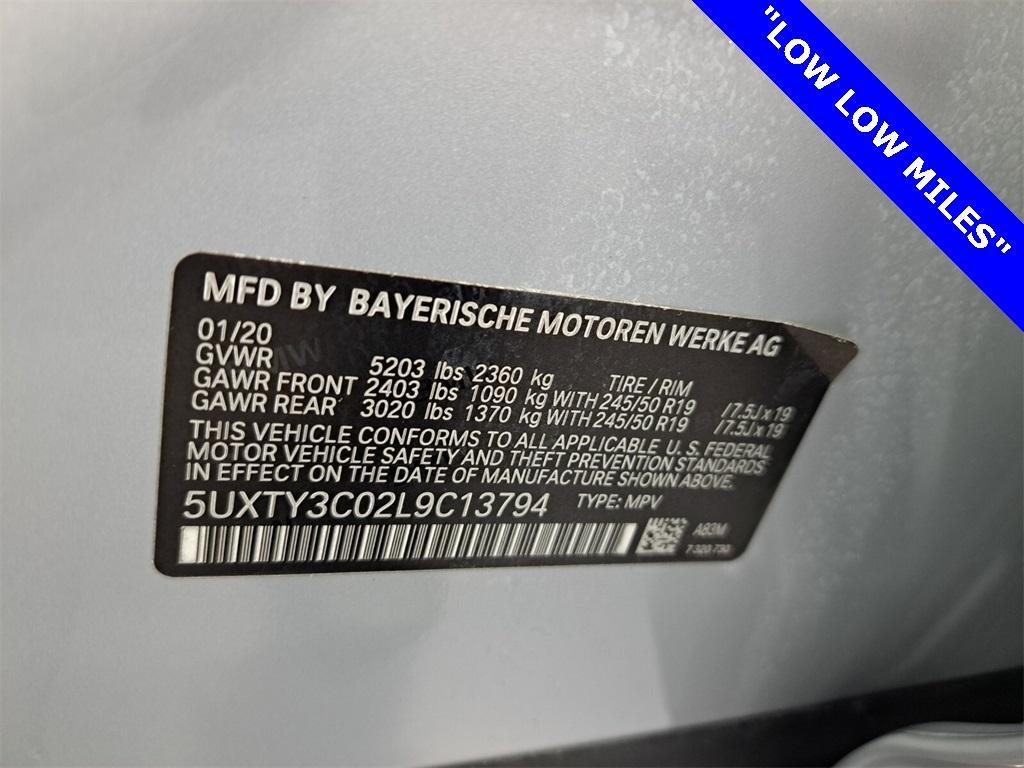 "LOW LOW MILES"
MFD BY BAYERISCHE MOTOREN WERKE AG
01/20
GVWR 5203 lbs 2360 kg TIRE / RIM
GAWR FRONT 2403 lbs 1090 kg WITH 245/50 R19 /7.5J x 19
GAWR REAR 3020 lbs 1370 kg WITH 245/50 R19 /7.5J x 19
THIS VEHICLE CONFORMS TO ALL APPLICABLE U.S. FEDERAL
MOTOR VEHICLE SAFETY AND THEFT PREVENTION STANDARDS
IN EFFECT ON THE DATE OF MANUFACTURE SHOWN ABOVE.
5UXTY3C02L9C13794 TYPE: MPV
A83M
7 320 730